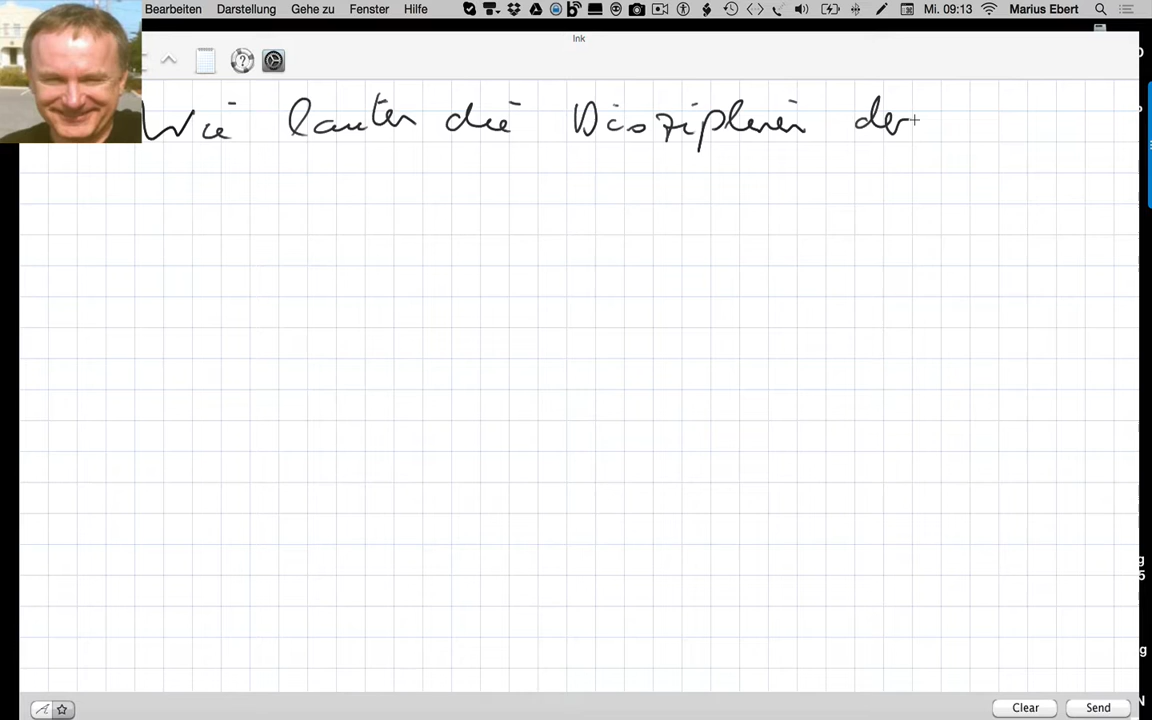 Bearbeiten Darstellung Gehe zu Fenster Hilfe Mi. 09:13 Marius Ebert
Ink
Wie lauten die Disziplinen der
Clear Send